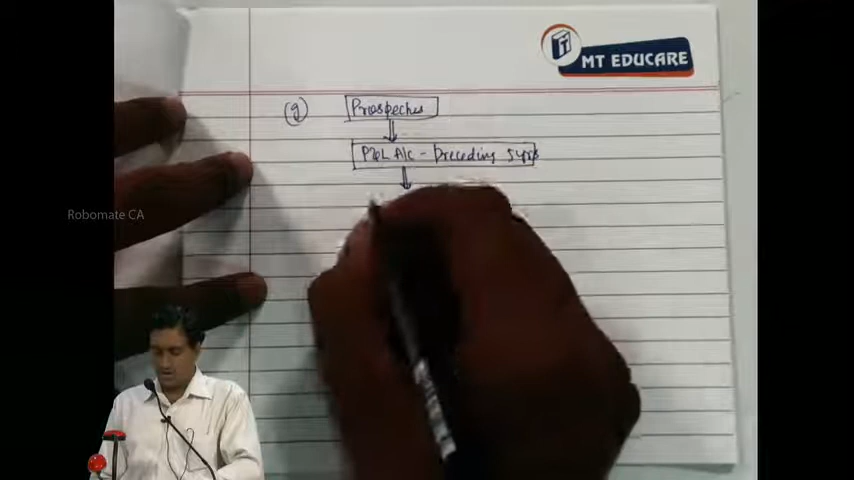 MT EDUCARE
(g) Prospectus
P&L A/c - Preceding 5 yrs
Robomate CA